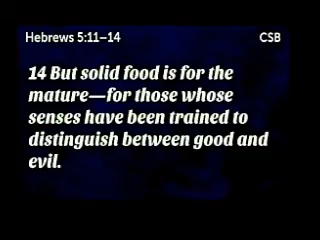 Hebrews 5:11–14 CSB
14 But solid food is for the
mature—for those whose
senses have been trained to
distinguish between good and
evil.